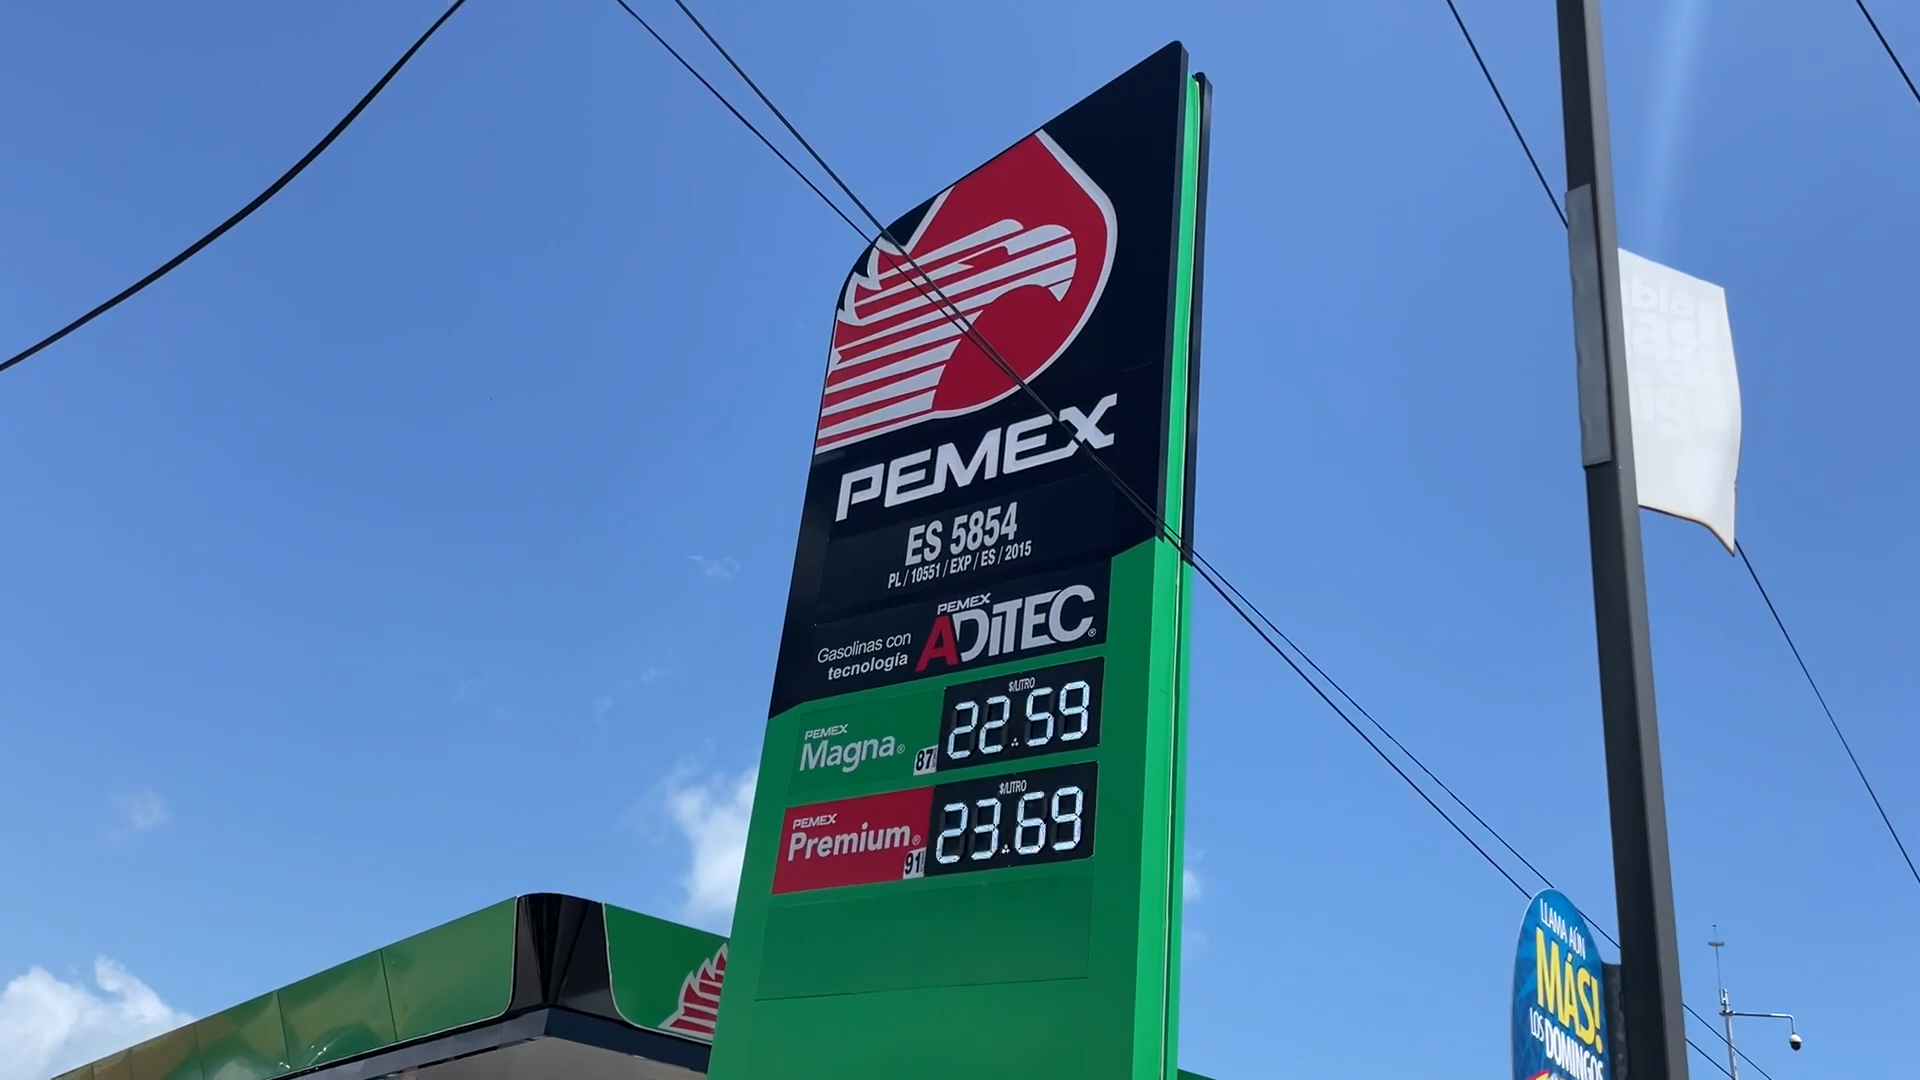 PEMEX
ES 5854
PL / 10551 / EXP / ES / 2015
Gasolinas con
tecnología
PEMEX
ADITEC®
$/LITRO
PEMEX
Magna®
87
22.59
$/LITRO
PEMEX
Premium®
91
23.69
LLAMA AÚN
MÁS!
LOS DOMINGOS